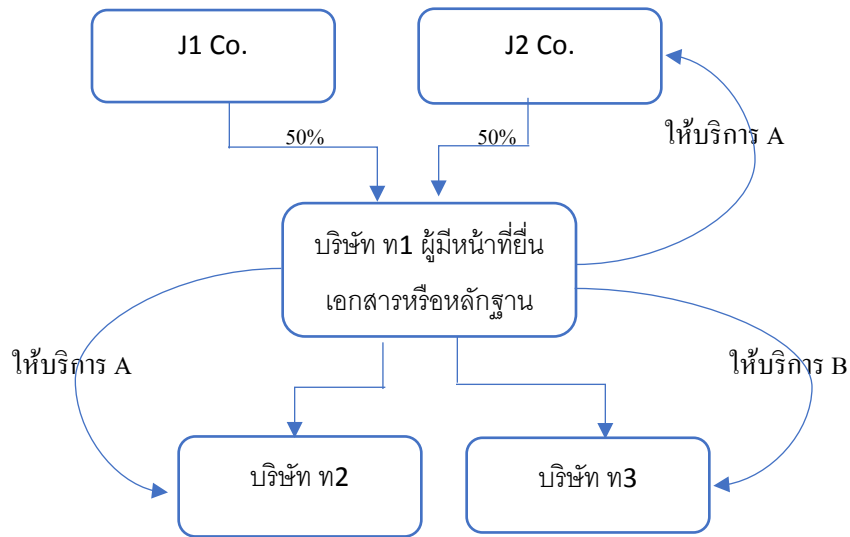 J1 Co.
J2 Co.
ให้บริการ A
50%
50%
บริษัท ท1 ผู้มีหน้าที่ยื่น
เอกสารหรือหลักฐาน
ให้บริการ A
ให้บริการ B
บริษัท ท2
บริษัท ท3